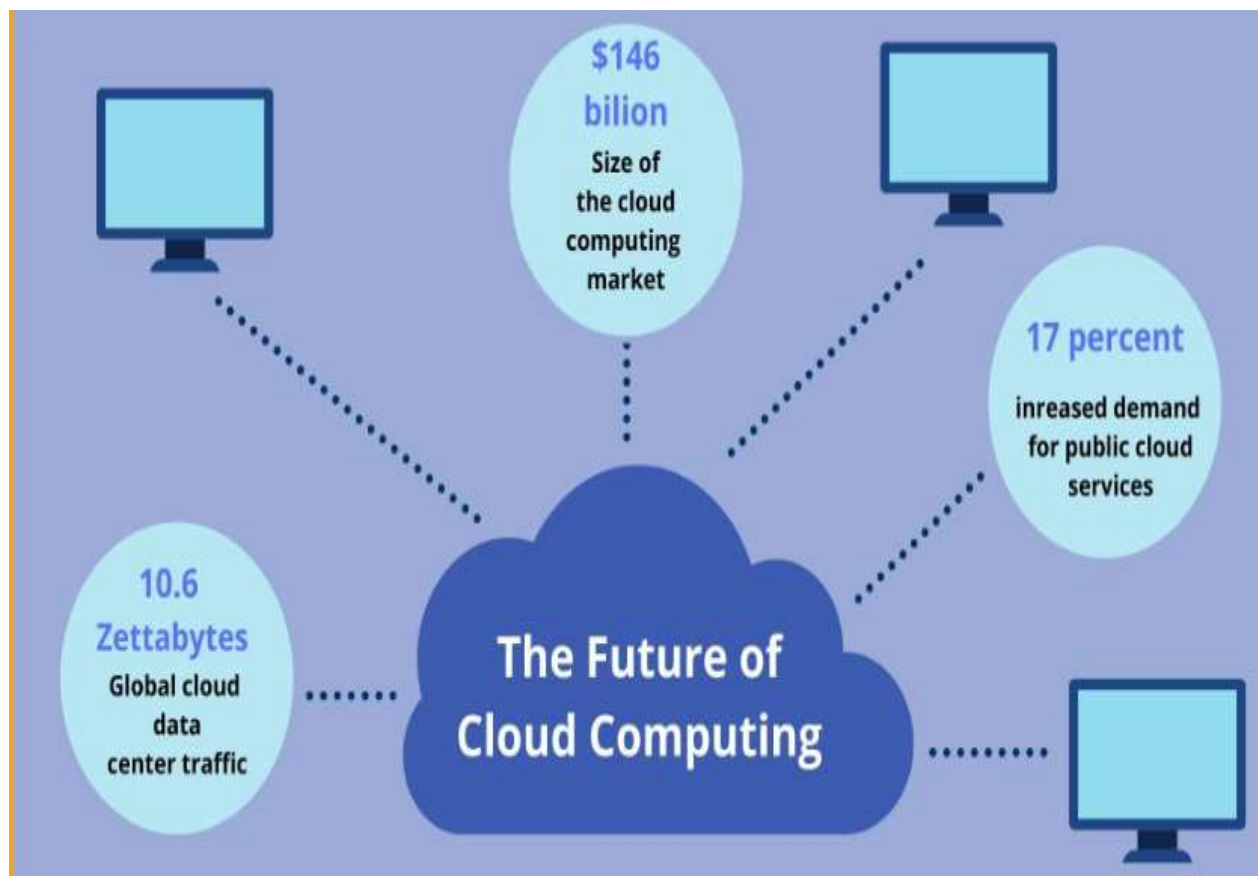 $146
bilion
Size of
the cloud
computing
market
17 percent
inreased demand
for public cloud
services
10.6
Zettabytes
Global cloud
data
center traffic
The Future of
Cloud Computing